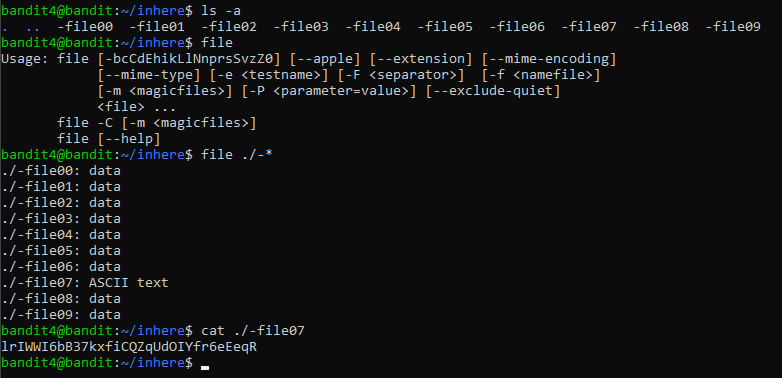 bandit4@bandit:~/inhere$ ls -a
.  ..  -file00  -file01  -file02  -file03  -file04  -file05  -file06  -file07  -file08  -file09
bandit4@bandit:~/inhere$ file
Usage: file [-bcCdEhikLlNnprsSvzZ0] [--apple] [--extension] [--mime-encoding]
            [--mime-type] [-e <testname>] [-F <separator>]  [-f <namefile>]
            [-m <magicfiles>] [-P <parameter=value>] [--exclude-quiet]
            <file> ...
       file -C [-m <magicfiles>]
       file [--help]
bandit4@bandit:~/inhere$ file ./-*
./-file00: data
./-file01: data
./-file02: data
./-file03: data
./-file04: data
./-file05: data
./-file06: data
./-file07: ASCII text
./-file08: data
./-file09: data
bandit4@bandit:~/inhere$ cat ./-file07
lrIWWI6bB37kxfiCQZqUdOIYfr6eEeqR
bandit4@bandit:~/inhere$